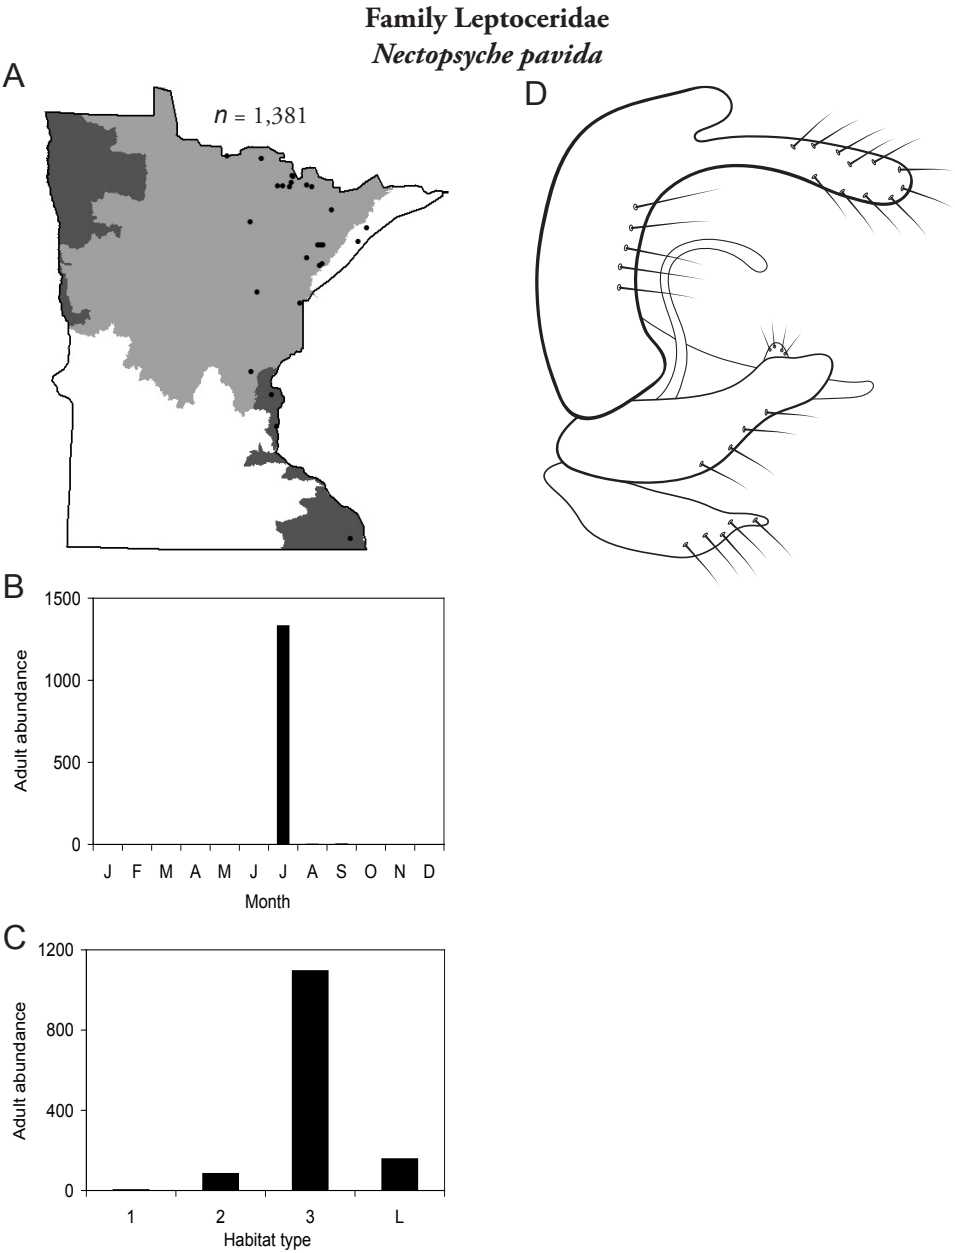 Family Leptoceridae
Nectopsyche pavida
A
n = 1,381
D
B
1500
1000
500
0
Adult abundance
J F M A M J J A S O N D
Month
C
1200
800
400
0
Adult abundance
1 2 3 L
Habitat type